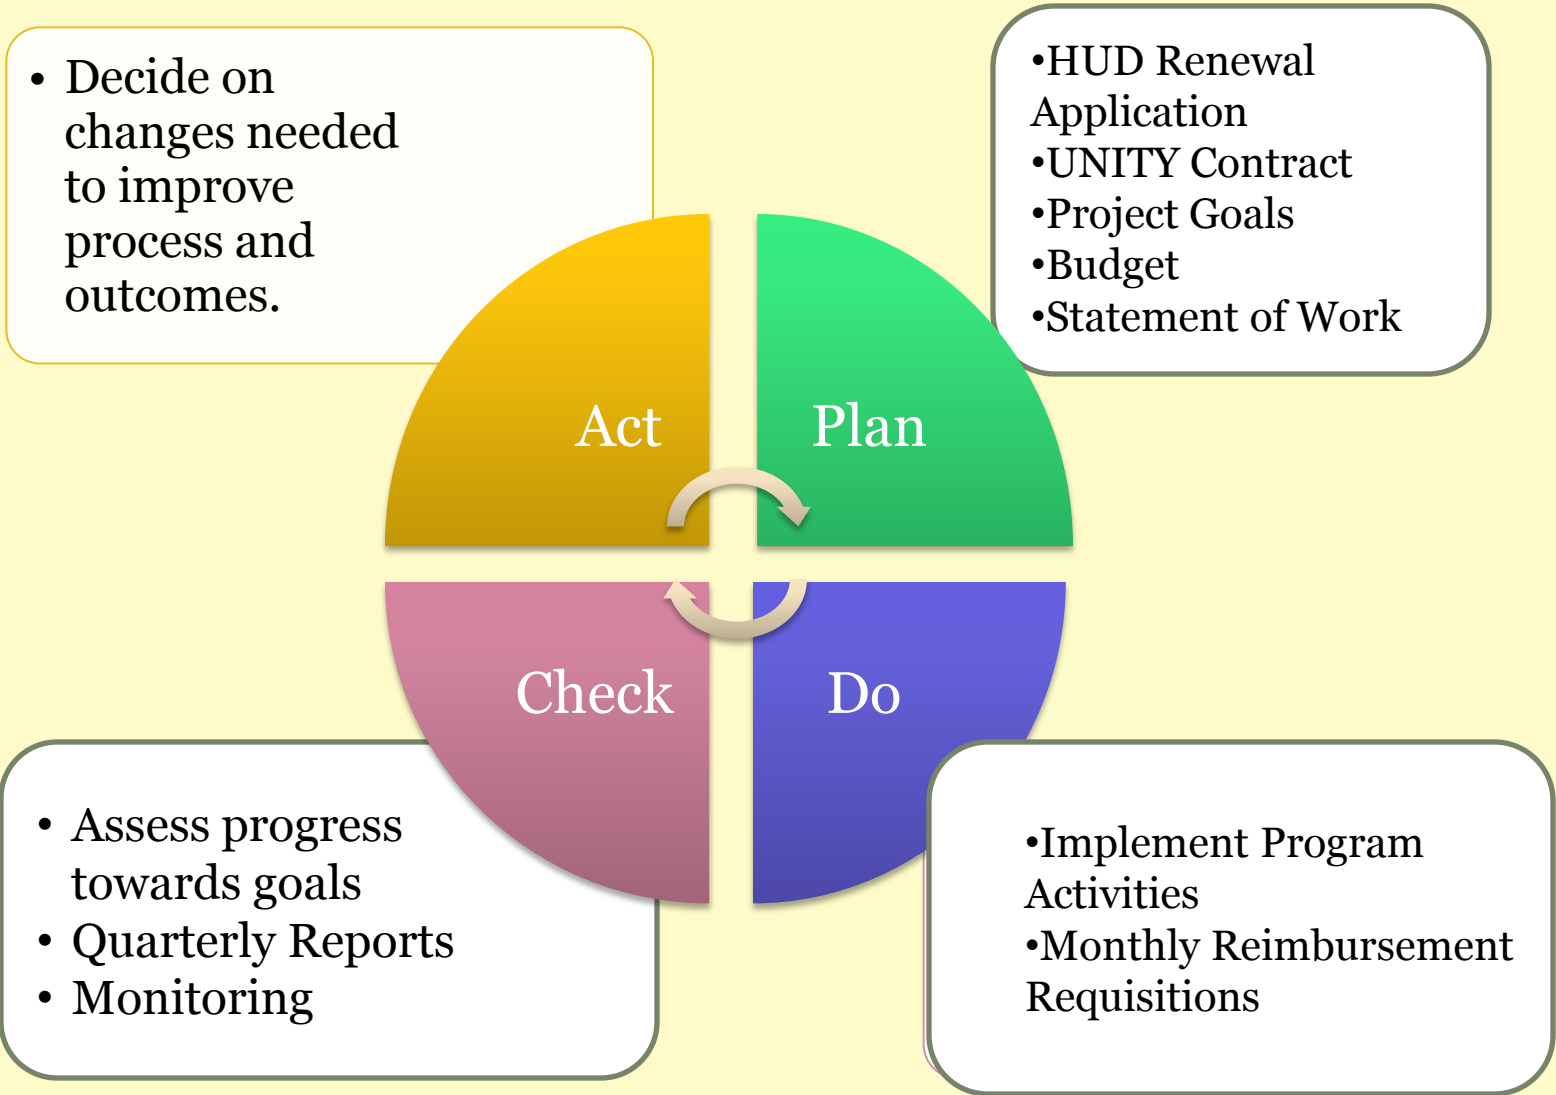 • Decide on
changes needed
to improve
process and
outcomes.
•HUD Renewal
Application
•UNITY Contract
•Project Goals
•Budget
•Statement of Work
Act
Plan
Check
Do
• Assess progress
towards goals
• Quarterly Reports
• Monitoring
•Implement Program
Activities
•Monthly Reimbursement
Requisitions